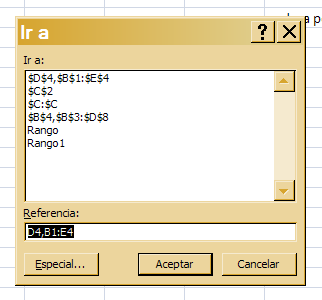 Ir a
Ir a:
$D$4,$B$1:$E$4
$C$2
$C:$C
$B$4,$B$3:$D$8
Rango
Rango1
Referencia:
D4,B1:E4
Especial...
Aceptar
Cancelar